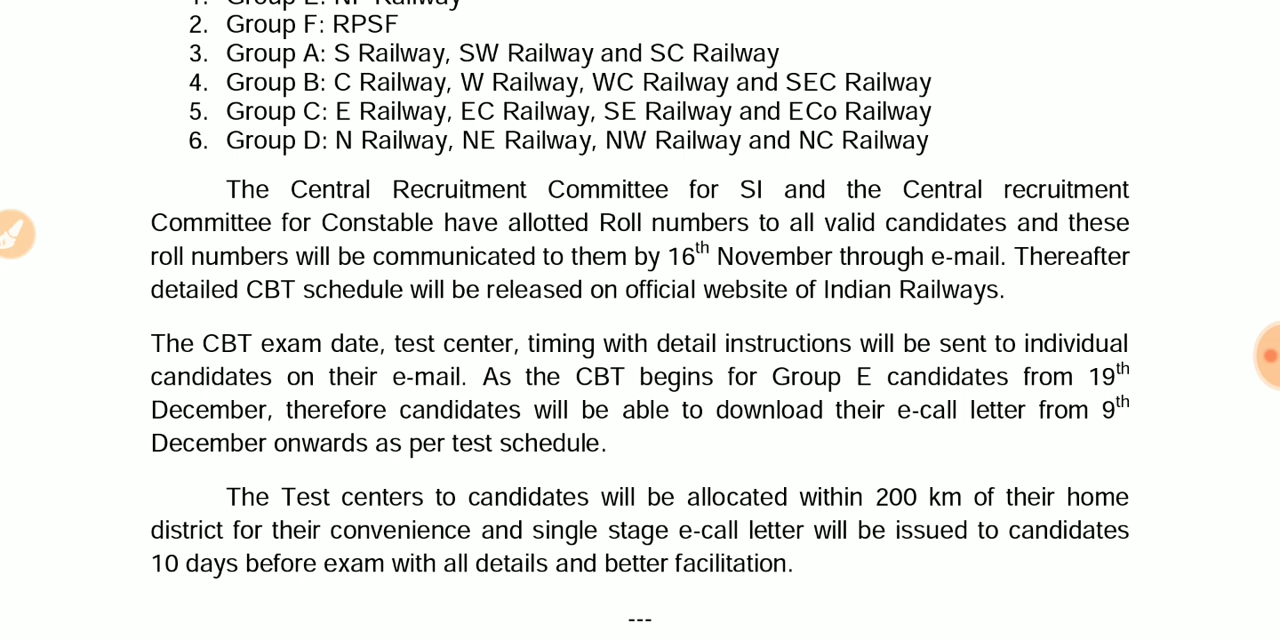 2. Group F: RPSF
3. Group A: S Railway, SW Railway and SC Railway
4. Group B: C Railway, W Railway, WC Railway and SEC Railway
5. Group C: E Railway, EC Railway, SE Railway and ECo Railway
6. Group D: N Railway, NE Railway, NW Railway and NC Railway
The Central Recruitment Committee for SI and the Central recruitment
Committee for Constable have allotted Roll numbers to all valid candidates and these
roll numbers will be communicated to them by 16th November through e-mail. Thereafter
detailed CBT schedule will be released on official website of Indian Railways.
The CBT exam date, test center, timing with detail instructions will be sent to individual
candidates on their e-mail. As the CBT begins for Group E candidates from 19th
December, therefore candidates will be able to download their e-call letter from 9th
December onwards as per test schedule.
The Test centers to candidates will be allocated within 200 km of their home
district for their convenience and single stage e-call letter will be issued to candidates
10 days before exam with all details and better facilitation.
---